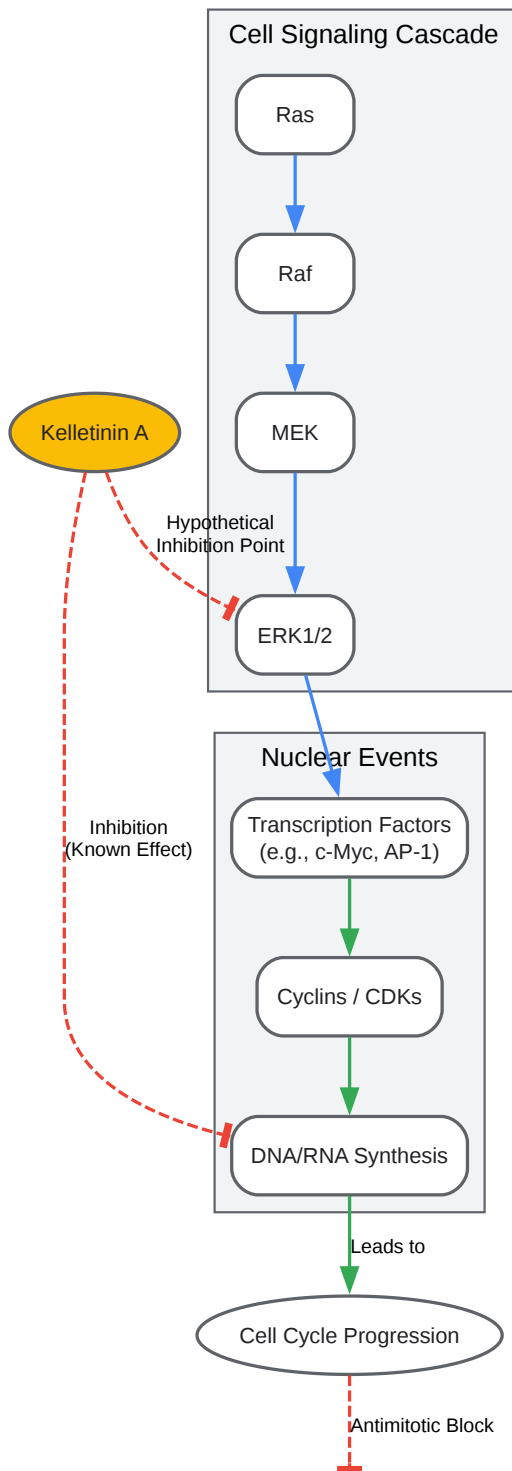 Cell Signaling Cascade
Ras
Raf
MEK
Kelletinin A
Hypothetical
Inhibition Point
ERK1/2
Nuclear Events
Transcription Factors
(e.g., c-Myc, AP-1)
Inhibition
(Known Effect)
Cyclins / CDKs
DNA/RNA Synthesis
Leads to
Cell Cycle Progression
Antimitotic Block